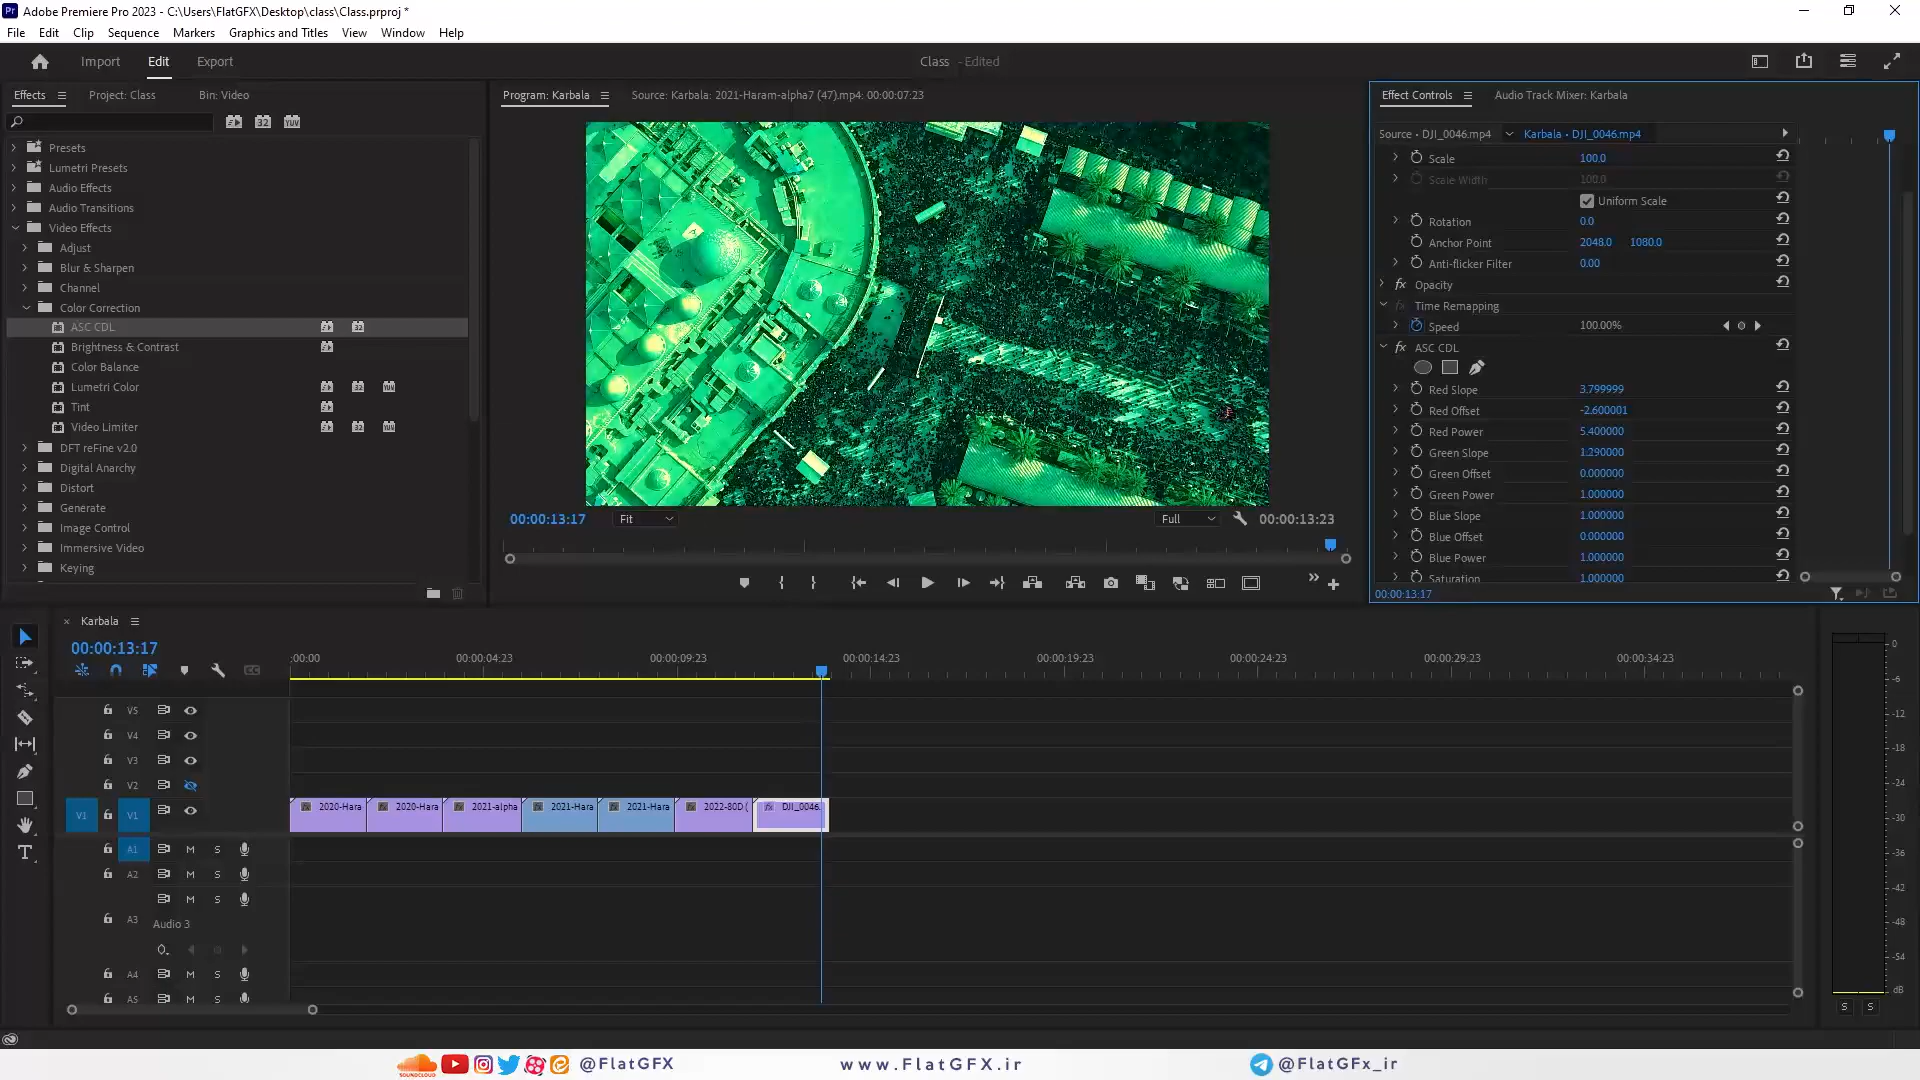 Adobe Premiere Pro 2023 - C:\Users\FlatGFX\Desktop\class\Class.prproj *
File Edit Clip Sequence Markers Graphics and Titles View Window Help
Import Edit Export
Class - Edited
Effects Project: Class Bin: Video
Presets
Lumetri Presets
Audio Effects
Audio Transitions
Video Effects
Adjust
Blur & Sharpen
Channel
Color Correction
ASC CDL
Brightness & Contrast
Color Balance
Lumetri Color
Tint
Video Limiter
DFT reFine v2.0
Digital Anarchy
Distort
Generate
Image Control
Immersive Video
Keying
Program: Karbala Source: Karbala: 2021-Haram-alpha7 (47).mp4: 00:00:07:23
00:00:13:17 Fit Full 00:00:13:23
Effect Controls Audio Track Mixer: Karbala
Source • DJI_0046.mp4 Karbala • DJI_0046.mp4
Scale 100.0
Scale Width 100.0
Uniform Scale
Rotation 0.0
Anchor Point 2048.0 1080.0
Anti-flicker Filter 0.00
fx Opacity
fx Time Remapping
Speed 100.00%
fx ASC CDL
Red Slope 3.799999
Red Offset -2.600001
Red Power 5.400000
Green Slope 1.290000
Green Offset 0.000000
Green Power 1.000000
Blue Slope 1.000000
Blue Offset 0.000000
Blue Power 1.000000
Saturation 1.000000
00:00:13:17
× Karbala
00:00:13:17
:00:00 00:00:04:23 00:00:09:23 00:00:14:23 00:00:19:23 00:00:24:23 00:00:29:23 00:00:34:23
V5
V4
V3
V2
V1 V1 2020-Hara 2020-Hara 2021-alpha 2021-Hara 2021-Hara 2022-80D ( DJI_0046.
A1 M S
A2 M S
A3 M S
Audio 3
A4 M S
A5 M S
0
-6
-12
-18
-24
-30
-36
-42
-48
-54
dB
S S
SOUNDCLOUD @FlatGFX www.FlatGFX.ir @FlatGFx_ir